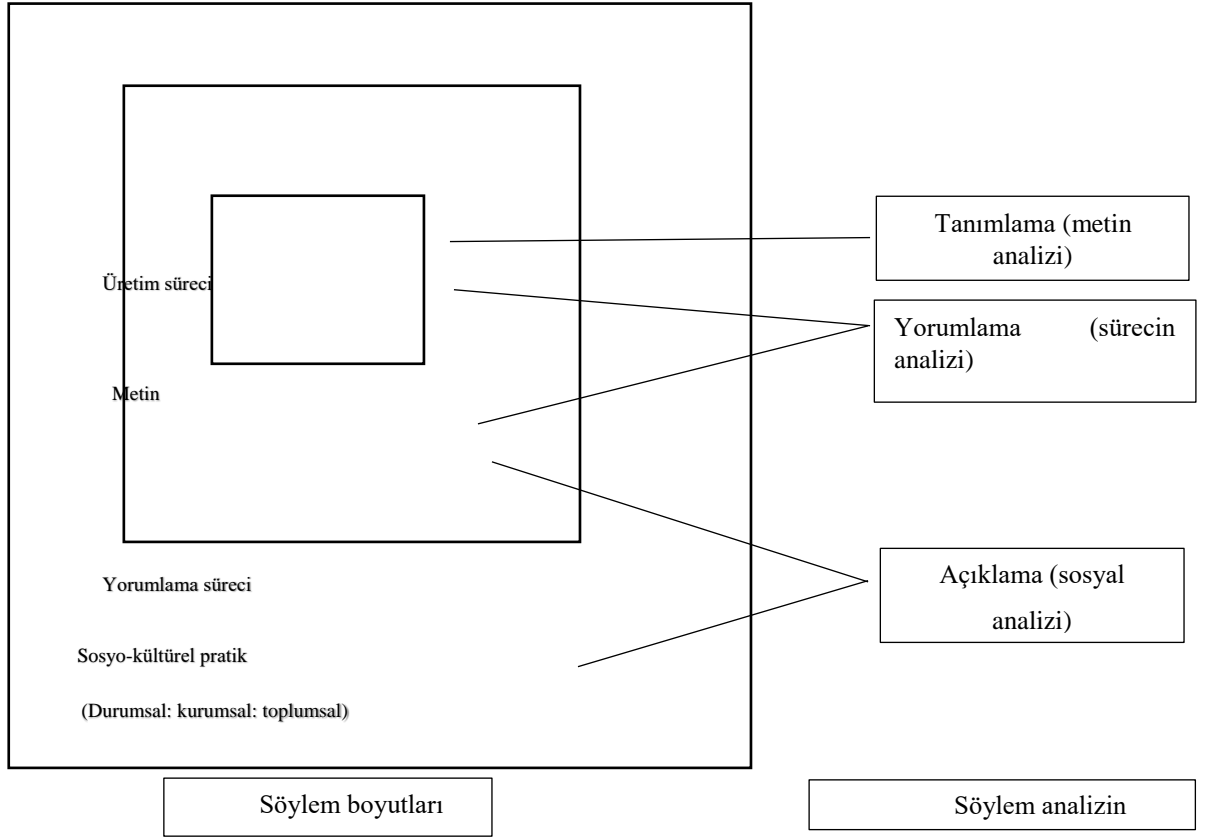 Tanımlama (metin
analizi)
Üretim süreci
Yorumlama (sürecin
analizi)
Metin
Yorumlama süreci
Açıklama (sosyal
analizi)
Sosyo-kültürel pratik
(Durumsal: kurumsal: toplumsal)
Söylem boyutları
Söylem analizin